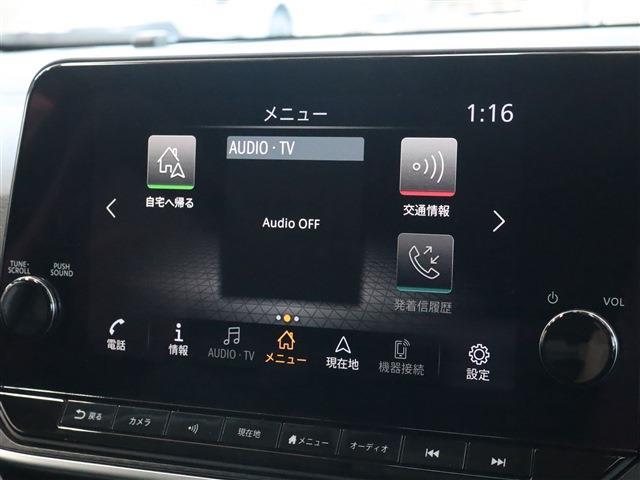 メニュー
1:16
AUDIO・TV
自宅へ帰る
Audio OFF
交通情報
発着信履歴
TUNE・
SCROLL
PUSH
SOUND
VOL
電話
情報
AUDIO・TV
メニュー
現在地
機器接続
設定
戻る
カメラ
現在地
メニュー
オーディオ